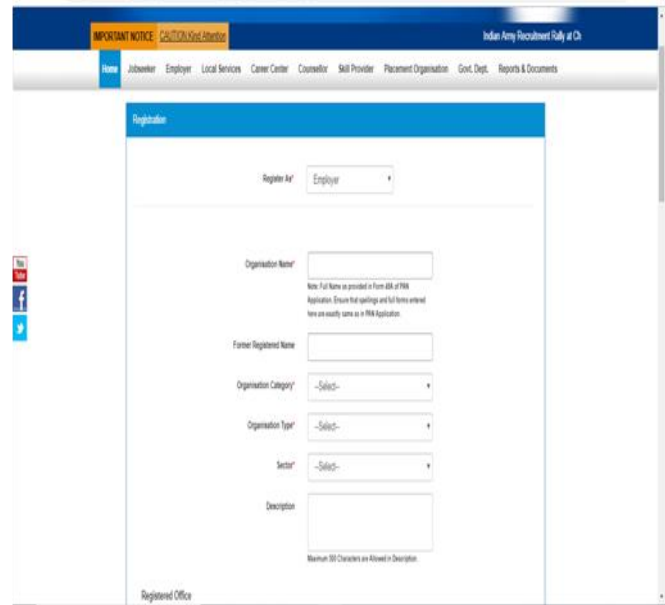 IMPORTANT NOTICE CAUTION:Kind Attention Indian Army Recruitment Rally at Ch
Home Jobseeker Employer Local Services Career Center Counsellor Skill Provider Placement Organisation Govt. Dept. Reports & Documents
Registration
Register As* Employer
Organisation Name*
Note: Full Name as provided in Form 49A of PAN
Application. Ensure that spellings and full forms entered
here are exactly same as in PAN Application.
Former Registered Name
Organisation Category* --Select--
Organisation Type* --Select--
Sector* --Select--
Description
Maximum 300 Characters are Allowed in Description
Registered Office
You
Tube
f